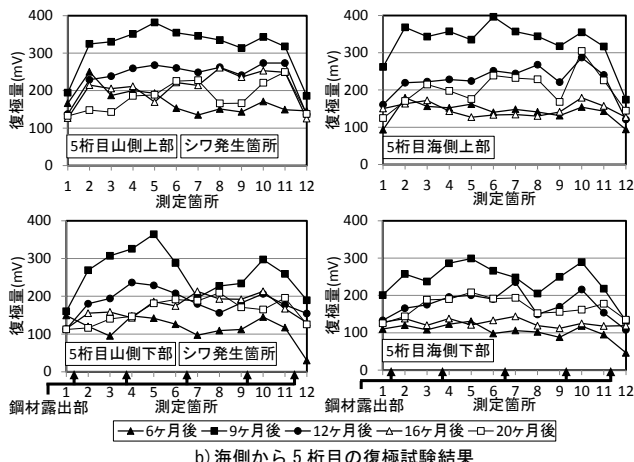 400
300
200
100
0
復極量(mV)
5桁目山側上部
シワ発生箇所
1 2 3 4 5 6 7 8 9 10 11 12
測定箇所
400
300
200
100
0
復極量(mV)
5桁目海側上部
1 2 3 4 5 6 7 8 9 10 11 12
測定箇所
400
300
200
100
0
復極量(mV)
5桁目山側下部
シワ発生箇所
1 2 3 4 5 6 7 8 9 10 11 12
鋼材露出部
測定箇所
400
300
200
100
0
復極量(mV)
5桁目海側下部
1 2 3 4 5 6 7 8 9 10 11 12
鋼材露出部
測定箇所
6ヶ月後 9ヶ月後 12ヶ月後 16ヶ月後 20ヶ月後
b)海側から5桁目の復極試験結果